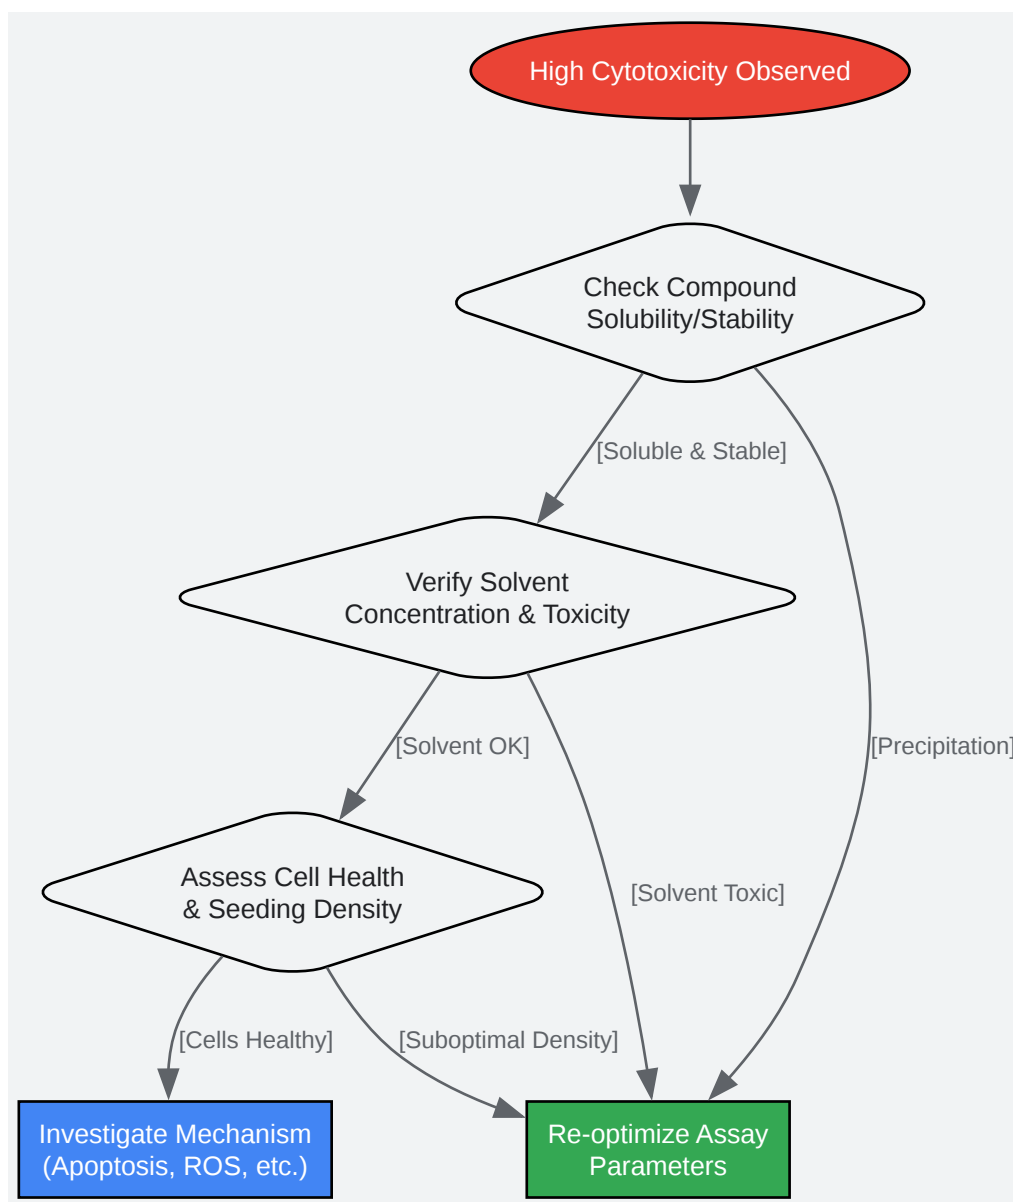 High Cytotoxicity Observed
Check Compound
Solubility/Stability
[Soluble & Stable]
Verify Solvent
Concentration & Toxicity
[Solvent OK]
[Precipitation]
Assess Cell Health
& Seeding Density
[Solvent Toxic]
[Cells Healthy]
[Suboptimal Density]
Investigate Mechanism
(Apoptosis, ROS, etc.)
Re-optimize Assay
Parameters